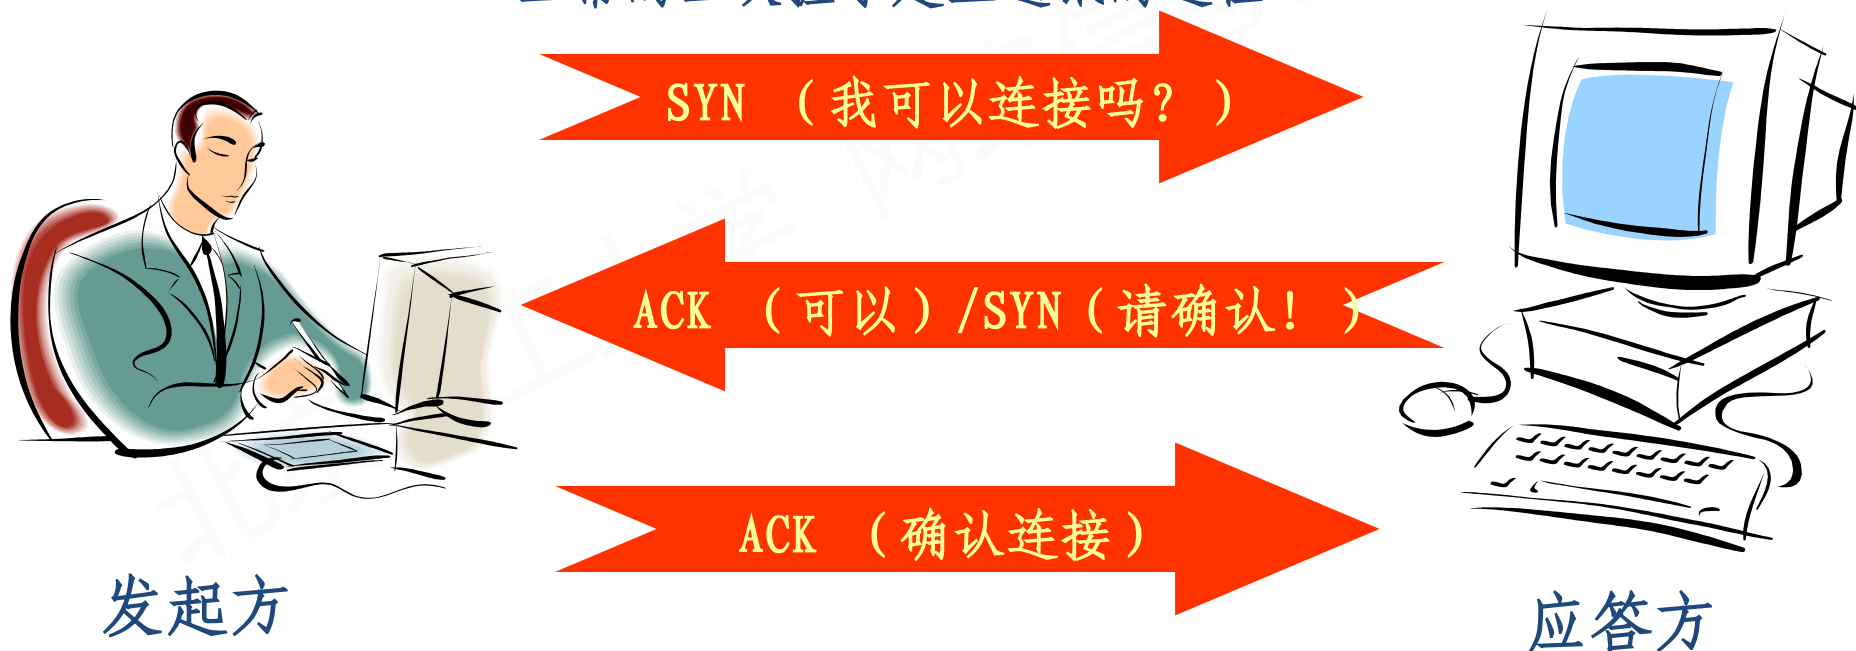 SYN （我可以连接吗？）
ACK （可以）/SYN（请确认！）
ACK （确认连接）
发起方
应答方